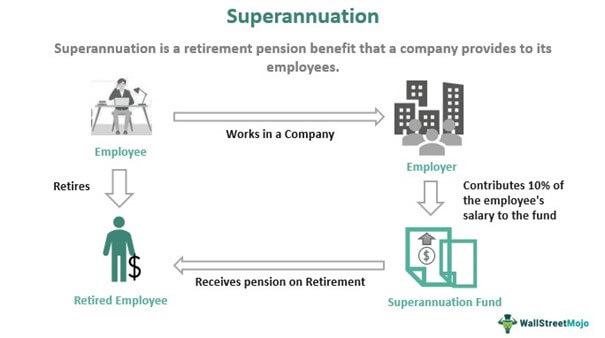 Superannuation
Superannuation is a retirement pension benefit that a company provides to its
employees.
Employee
Works in a Company
Employer
Retires
Contributes 10% of
the employee's
salary to the fund
$
$
Receives pension on Retirement
Retired Employee
Superannuation Fund
WallStreetMojo